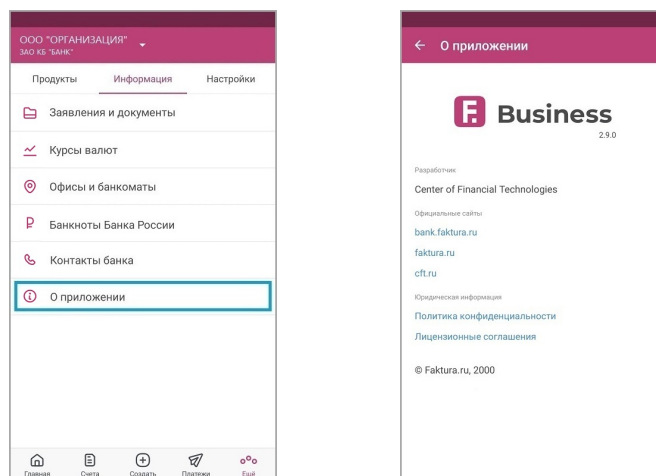 ООО "ОРГАНИЗАЦИЯ"
ЗАО КБ "БАНК"
Продукты Информация Настройки
Заявления и документы
Курсы валют
Офисы и банкоматы
Банкноты Банка России
Контакты банка
О приложении
Главная Счета Создать Платежи Ещё
О приложении
F. Business
2.9.0
Разработчик
Center of Financial Technologies
Официальные сайты
bank.faktura.ru
faktura.ru
cft.ru
Юридическая информация
Политика конфиденциальности
Лицензионные соглашения
© Faktura.ru, 2000